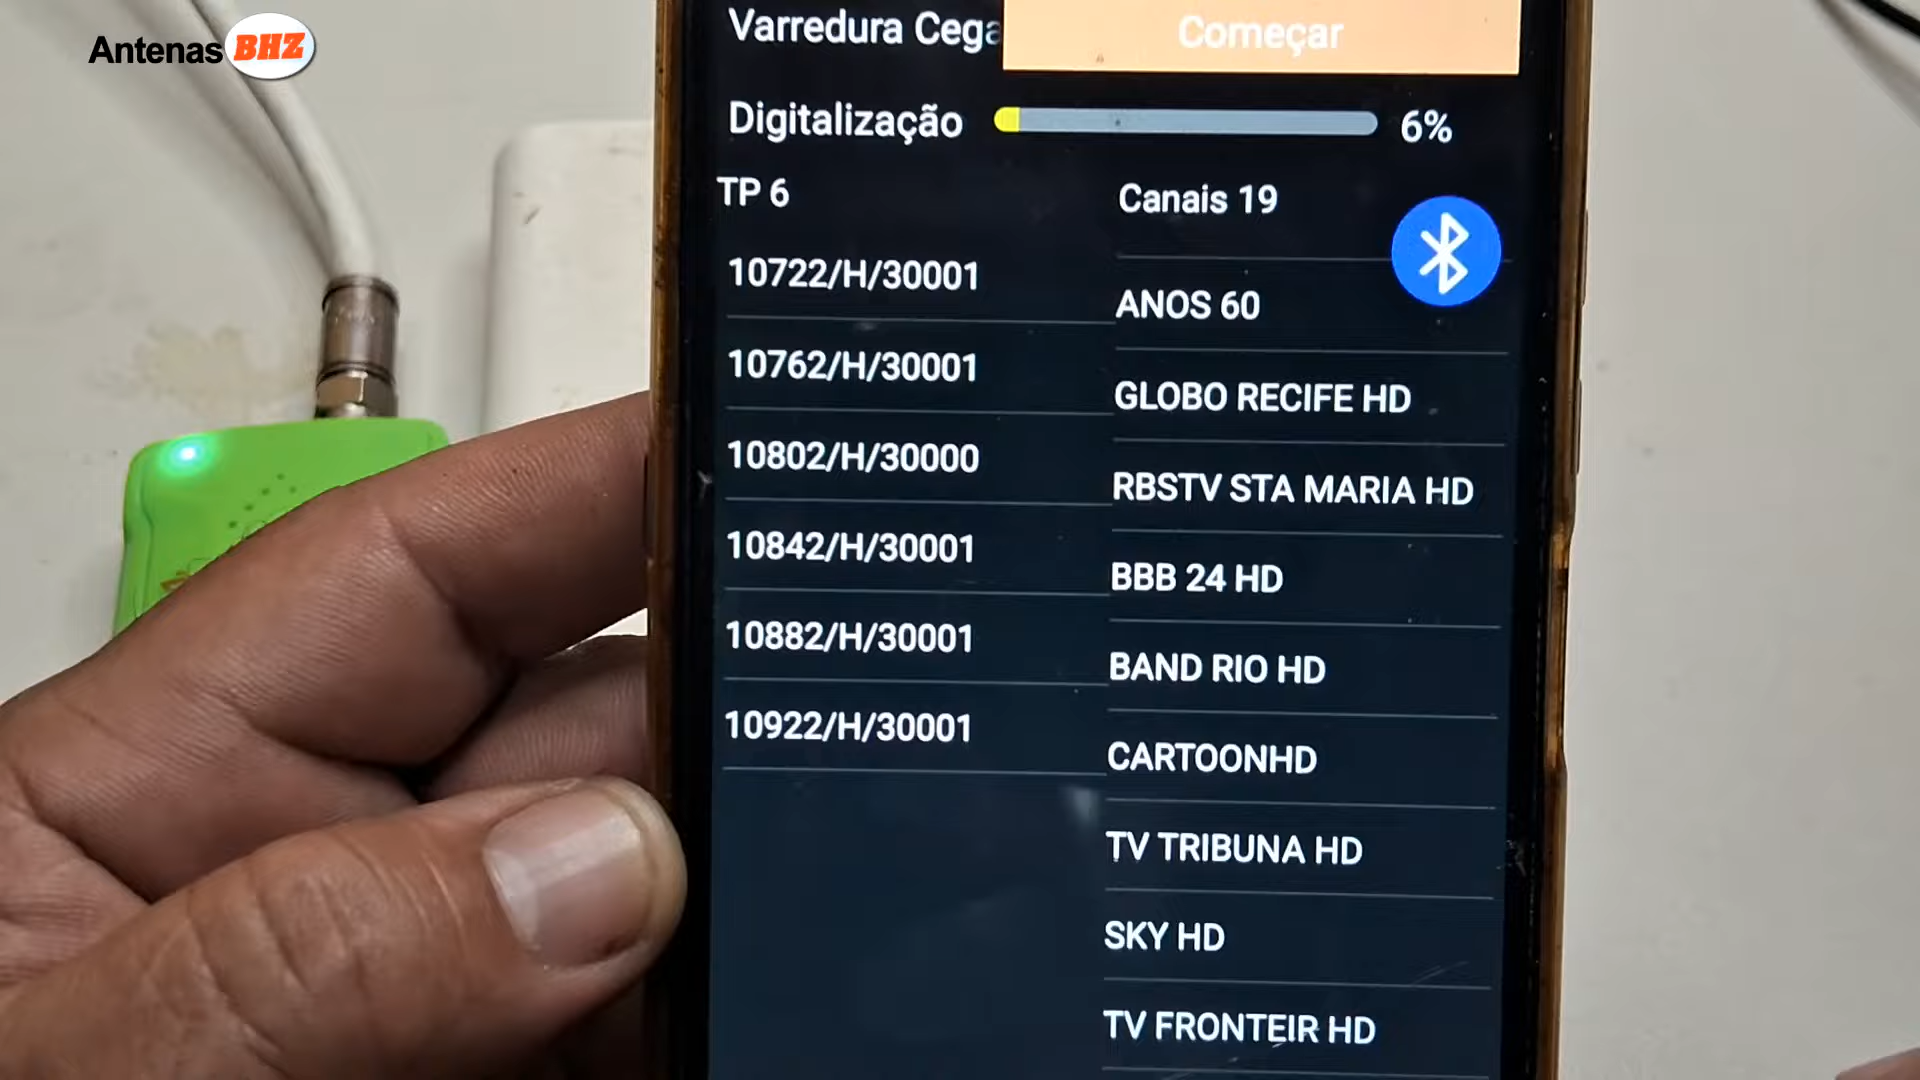 Antenas BHZ
Varredura Cega
Começar
Digitalização
6%
TP 6
Canais 19
10722/H/30001
10762/H/30001
10802/H/30000
10842/H/30001
10882/H/30001
10922/H/30001
ANOS 60
GLOBO RECIFE HD
RBSTV STA MARIA HD
BBB 24 HD
BAND RIO HD
CARTOONHD
TV TRIBUNA HD
SKY HD
TV FRONTEIR HD